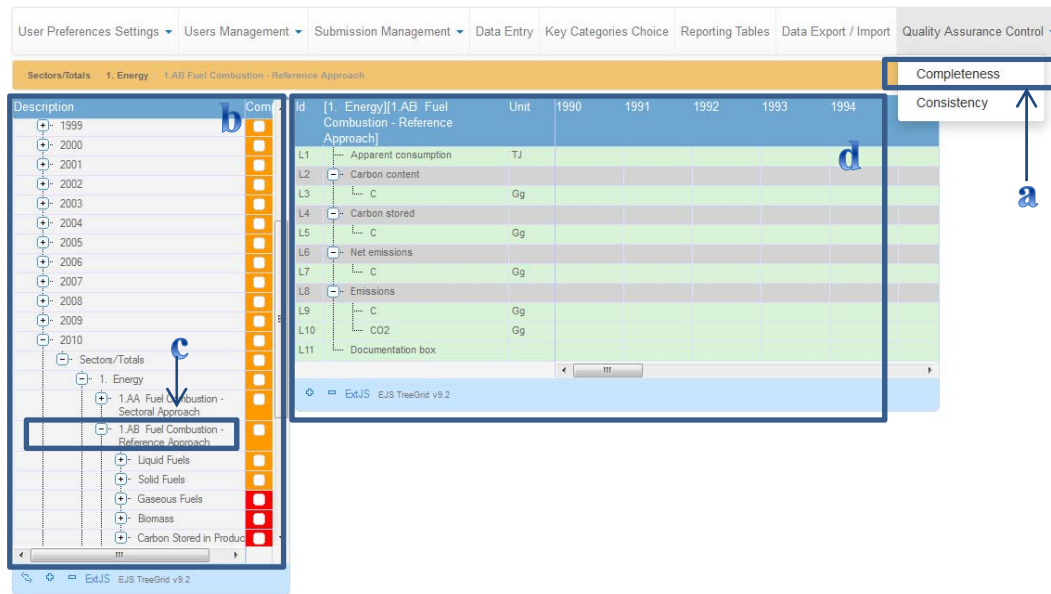 User Preferences Settings Users Management Submission Management Data Entry Key Categories Choice Reporting Tables Data Export / Import Quality Assurance Control
Sectors/Totals 1. Energy 1.AB Fuel Combustion - Reference Approach
Completeness
Consistency
a
Description Com
b
1999
2000
2001
2002
2003
2004
2005
2006
2007
2008
2009
2010
c
Sectors/Totals
1. Energy
1.AA Fuel Combustion -
Sectoral Approach
1.AB Fuel Combustion -
Reference Approach
Liquid Fuels
Solid Fuels
Gaseous Fuels
Biomass
Carbon Stored in Produc
ExtJS EJS TreeGrid v9.2
Id [1. Energy][1.AB Fuel Unit 1990 1991 1992 1993 1994
Combustion - Reference
Approach]
d
L1 Apparent consumption TJ
L2 Carbon content
L3 C Gg
L4 Carbon stored
L5 C Gg
L6 Net emissions
L7 C Gg
L8 Emissions
L9 C Gg
L10 CO2 Gg
L11 Documentation box
ExtJS EJS TreeGrid v9.2